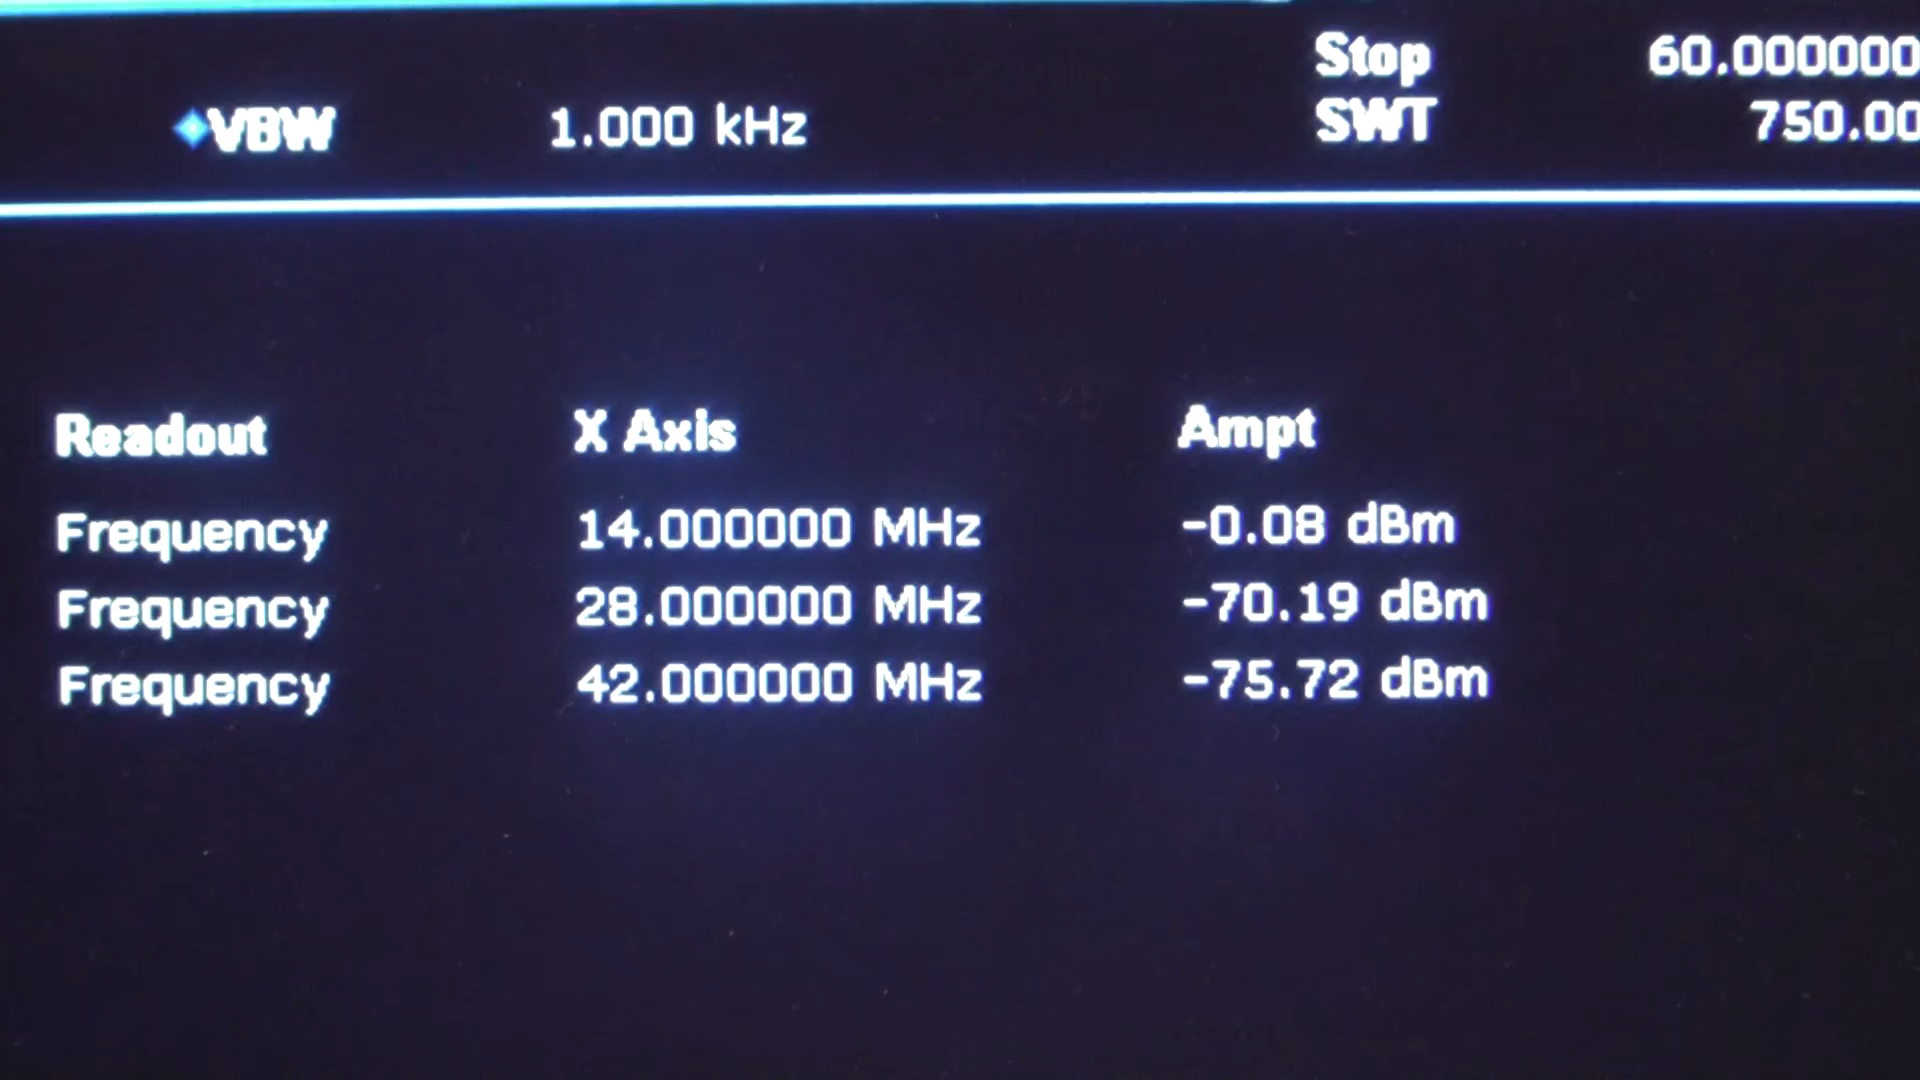 Stop 60.000000
VBW 1.000 kHz SWT 750.00
Readout X Axis Ampt
Frequency 14.000000 MHz -0.08 dBm
Frequency 28.000000 MHz -70.19 dBm
Frequency 42.000000 MHz -75.72 dBm